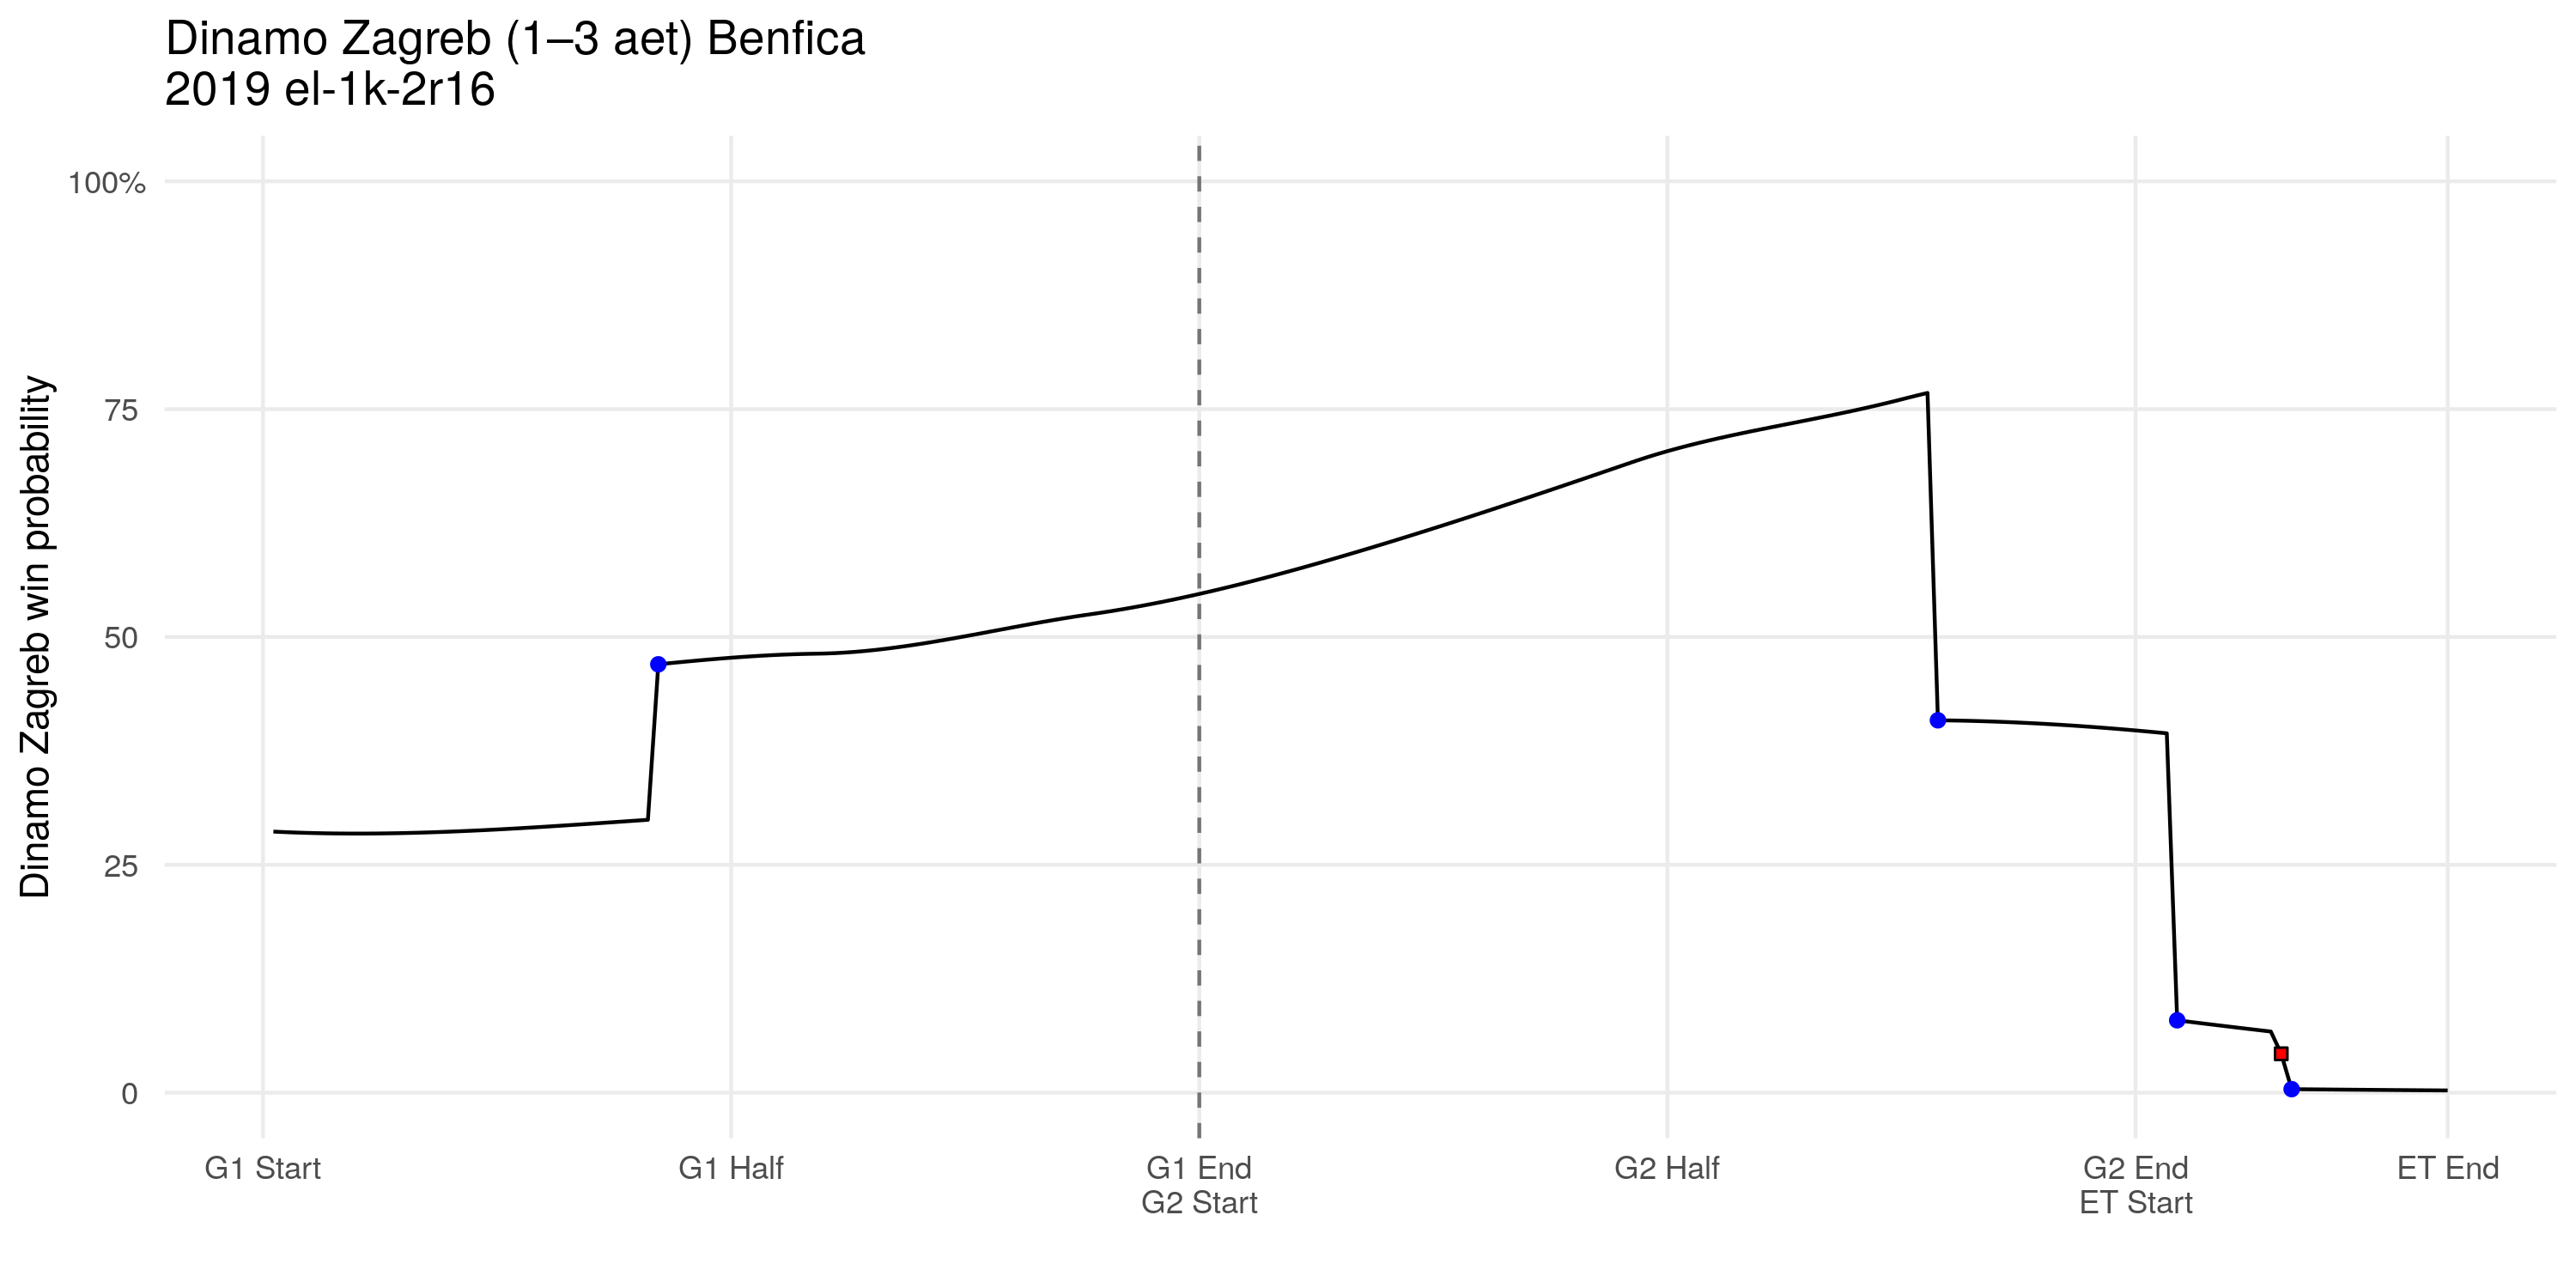 Dinamo Zagreb (1–3 aet) Benfica
2019 el-1k-2r16
Dinamo Zagreb win probability
100%
75
50
25
0
G1 Start
G1 Half
G1 End
G2 Start
G2 Half
G2 End
ET Start
ET End